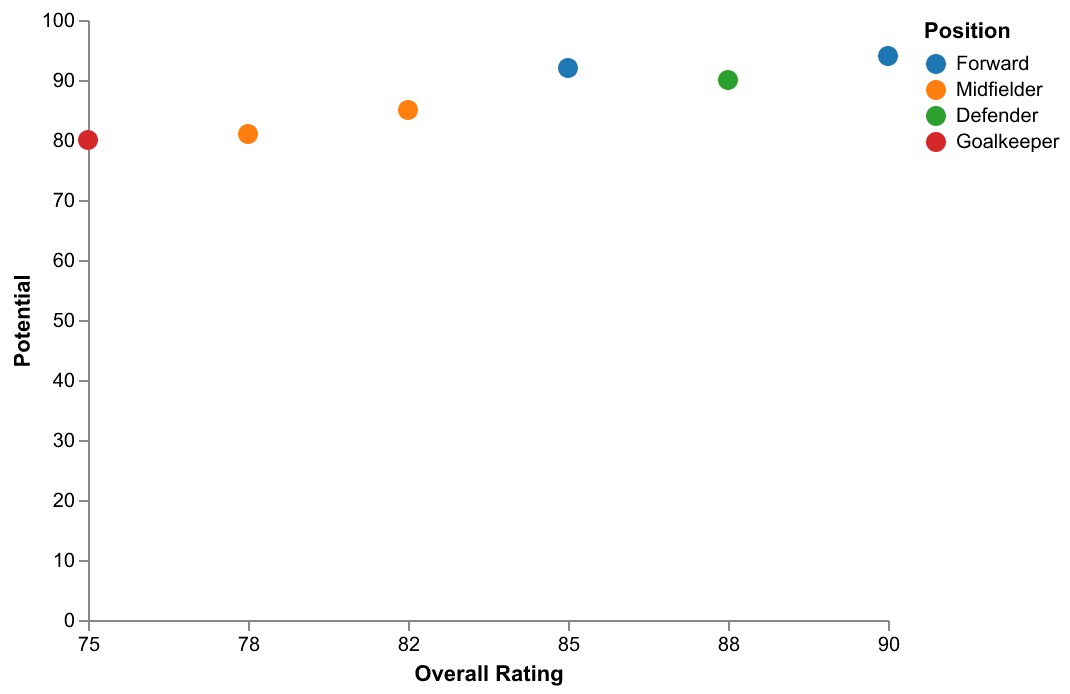 100
90
80
70
60
50
40
30
20
10
0
Potential
75 78 82 85 88 90
Overall Rating
Position
Forward
Midfielder
Defender
Goalkeeper